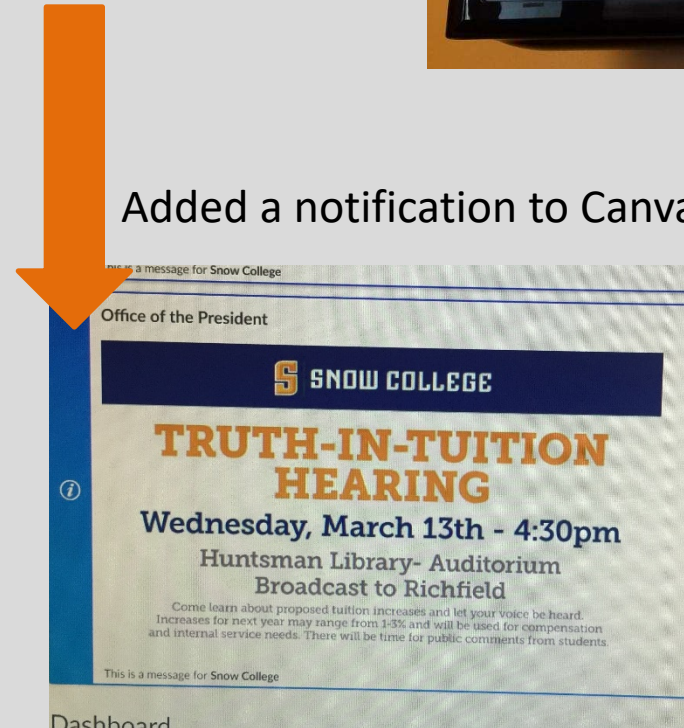 Added a notification to Canva
This is a message for Snow College
Office of the President
S SNOW COLLEGE
TRUTH-IN-TUITION
HEARING
Wednesday, March 13th - 4:30pm
Huntsman Library- Auditorium
Broadcast to Richfield
Come learn about proposed tuition increases and let your voice be heard.
Increases for next year may range from 1-3% and will be used for compensation
and internal service needs. There will be time for public comments from students.
This is a message for Snow College
Dashboard